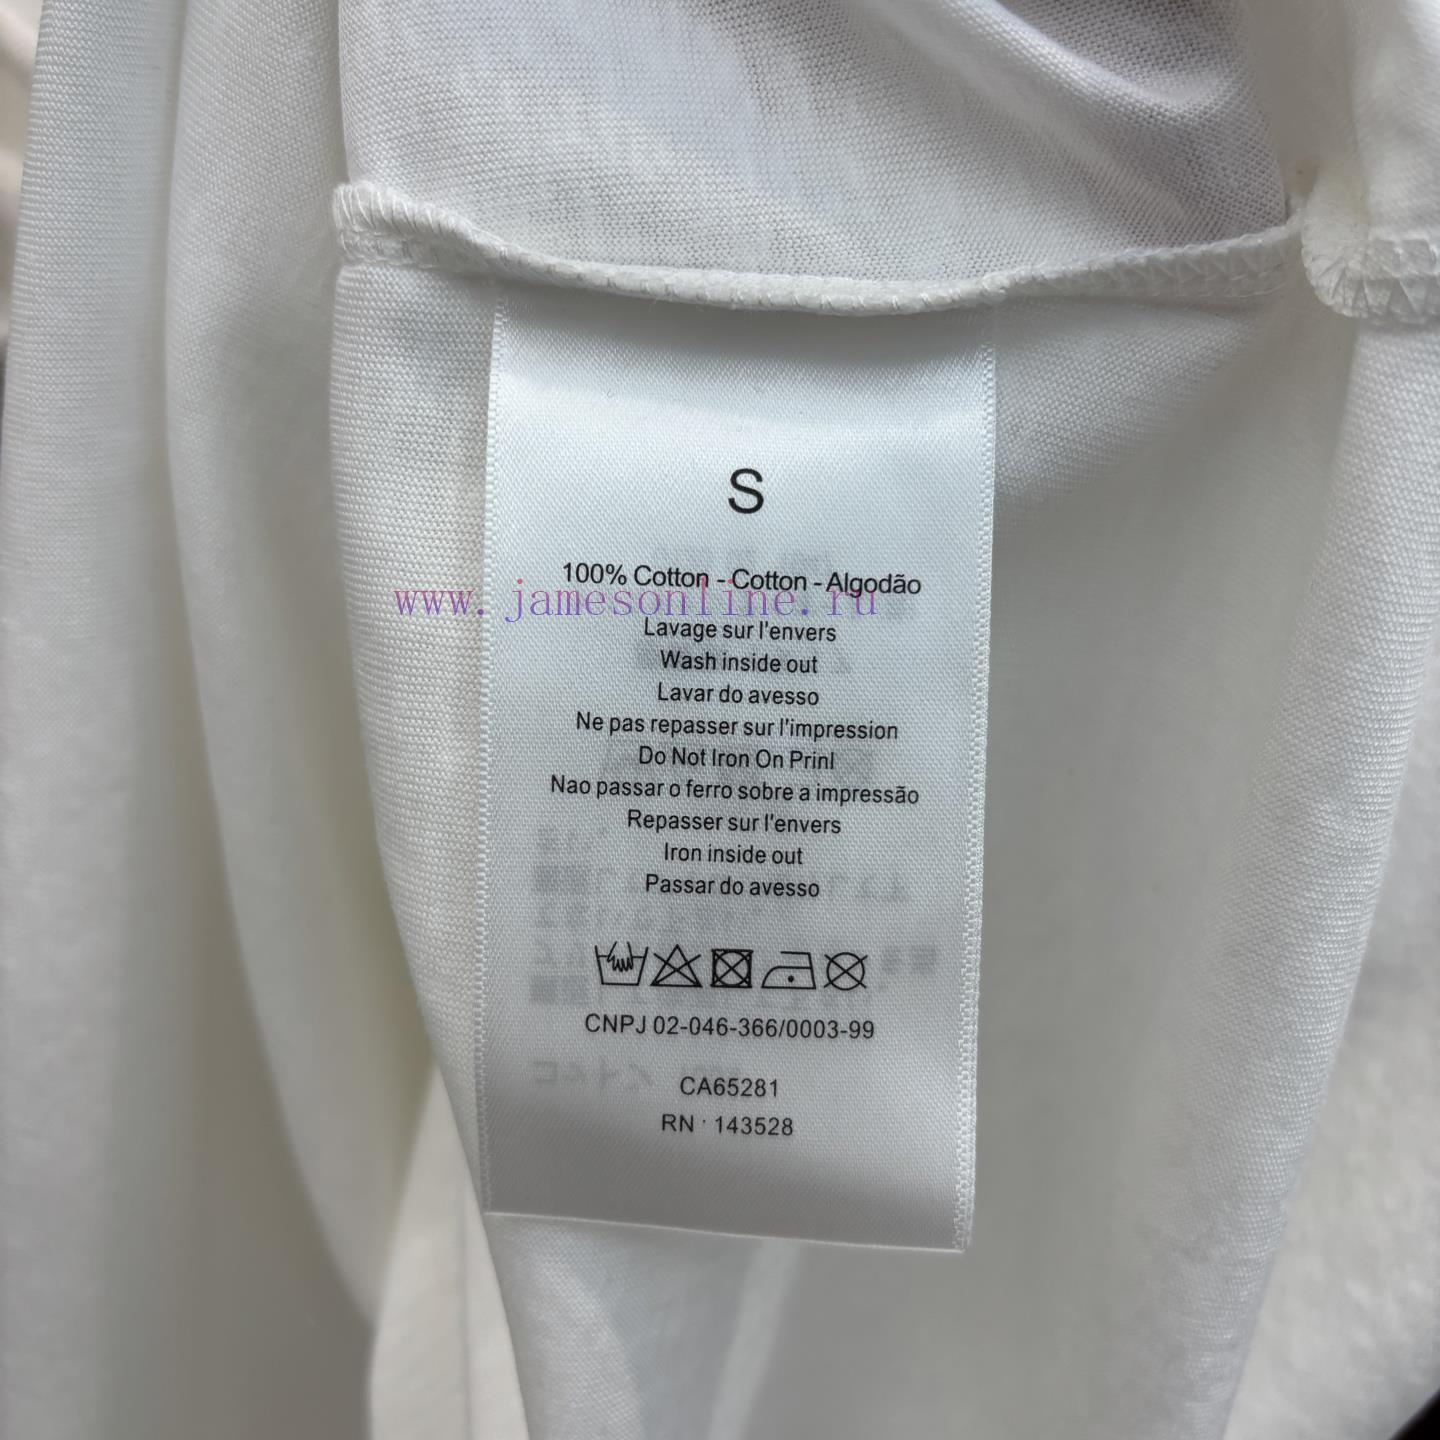 S
100% Cotton - Cotton - Algodão
www.jamesonline.ru
Lavage sur l'envers
Wash inside out
Lavar do avesso
Ne pas repasser sur l'impression
Do Not Iron On Prinl
Nao passar o ferro sobre a impressão
Repasser sur l'envers
Iron inside out
Passar do avesso
CNPJ 02-046-366/0003-99
CA65281
RN : 143528